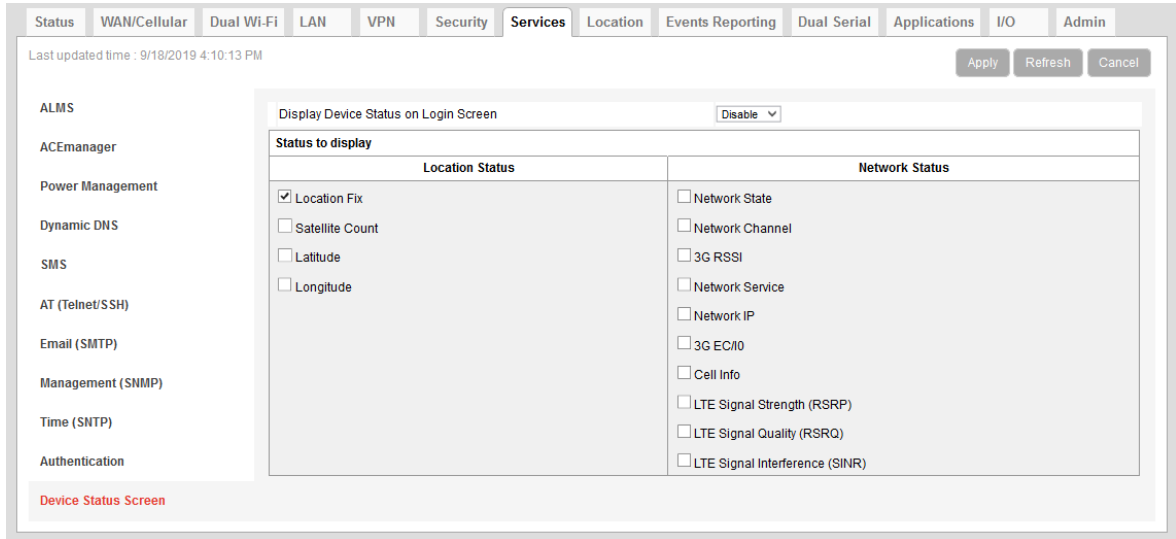 Status WAN/Cellular Dual Wi-Fi LAN VPN Security Services Location Events Reporting Dual Serial Applications I/O Admin
Last updated time : 9/18/2019 4:10:13 PM
Apply Refresh Cancel
ALMS
ACEmanager
Power Management
Dynamic DNS
SMS
AT (Telnet/SSH)
Email (SMTP)
Management (SNMP)
Time (SNTP)
Authentication
Device Status Screen
Display Device Status on Login Screen Disable
Status to display
Location Status
Location Fix
Satellite Count
Latitude
Longitude
Network Status
Network State
Network Channel
3G RSSI
Network Service
Network IP
3G EC/I0
Cell Info
LTE Signal Strength (RSRP)
LTE Signal Quality (RSRQ)
LTE Signal Interference (SINR)